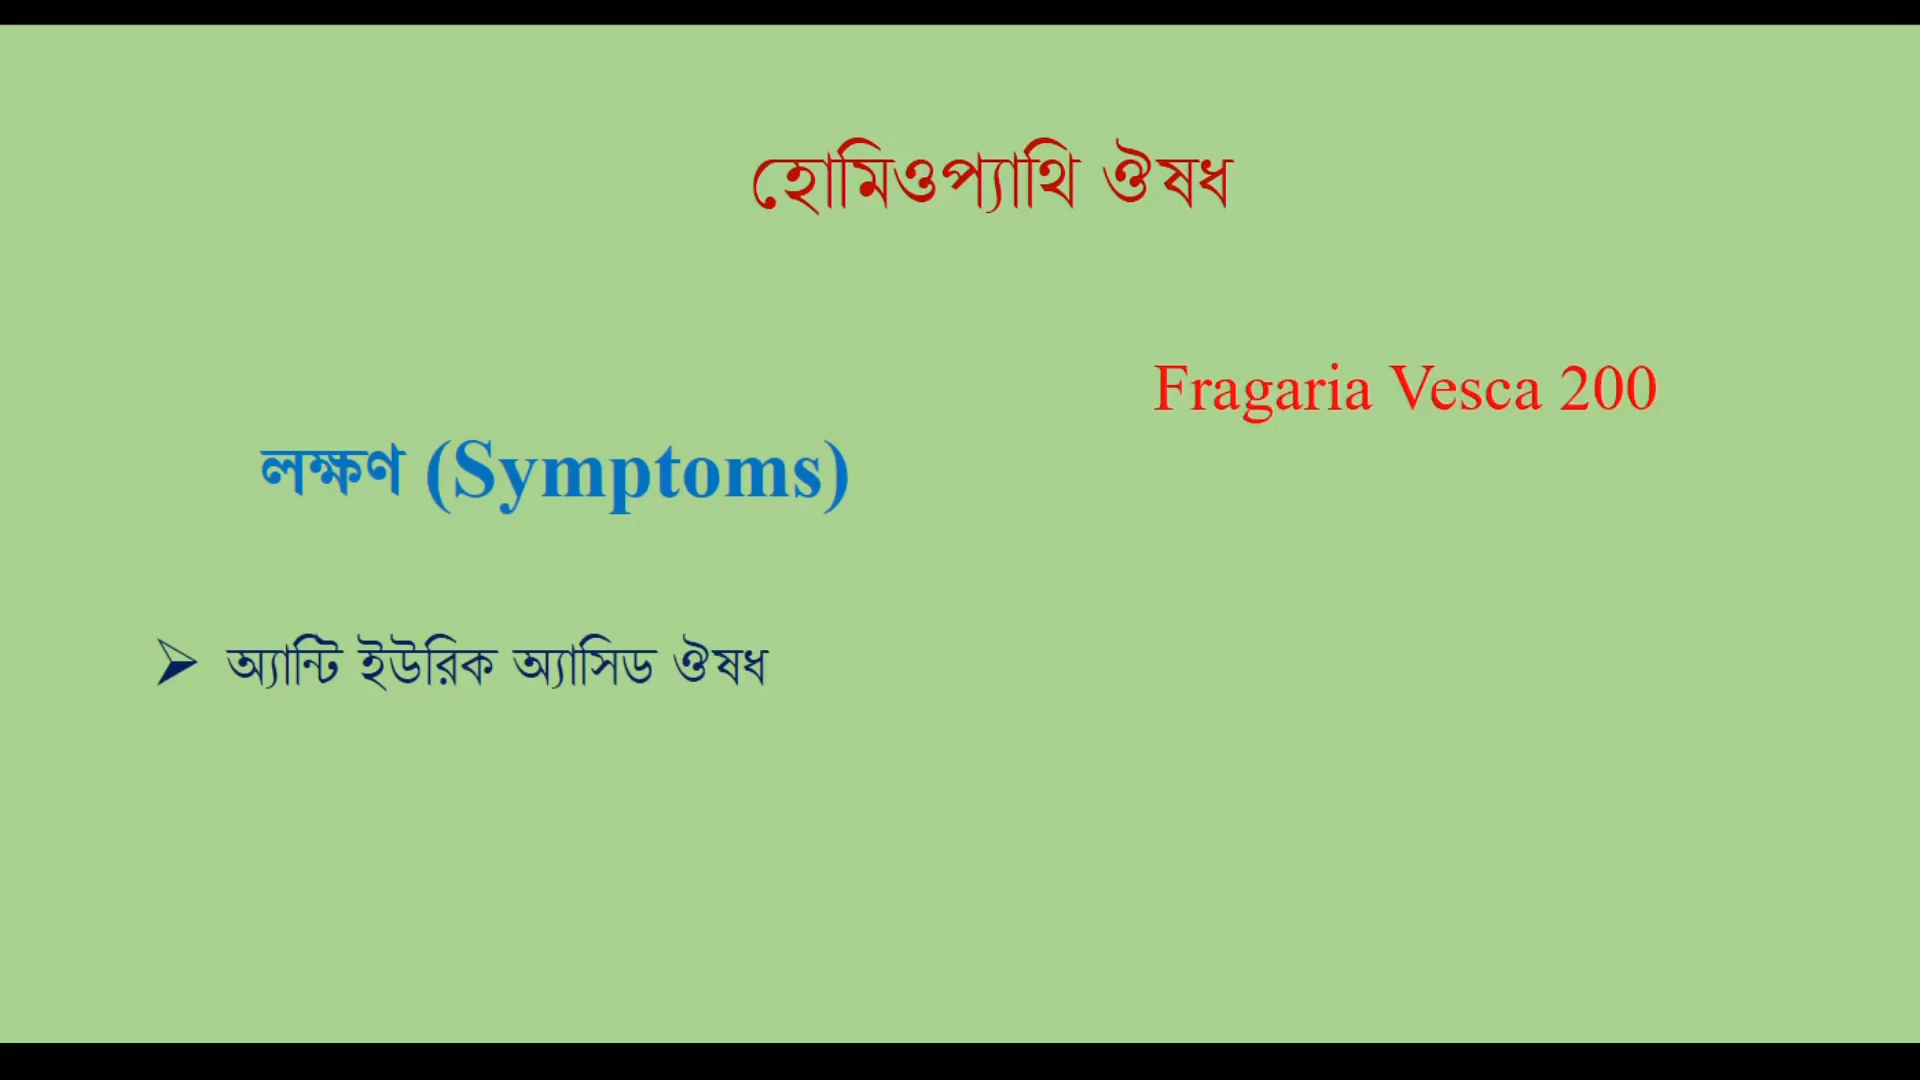 হোমিওপ্যাথি ঔষধ
Fragaria Vesca 200
লক্ষণ (Symptoms)
➢ অ্যান্টি ইউরিক অ্যাসিড ঔষধ